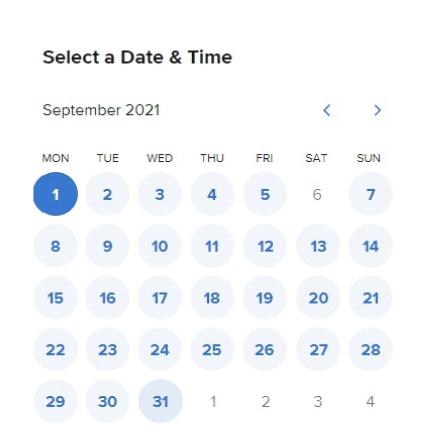 Select a Date & Time
September 2021
MON TUE WED THU FRI SAT SUN
1 2 3 4 5 6 7
8 9 10 11 12 13 14
15 16 17 18 19 20 21
22 23 24 25 26 27 28
29 30 31 1 2 3 4